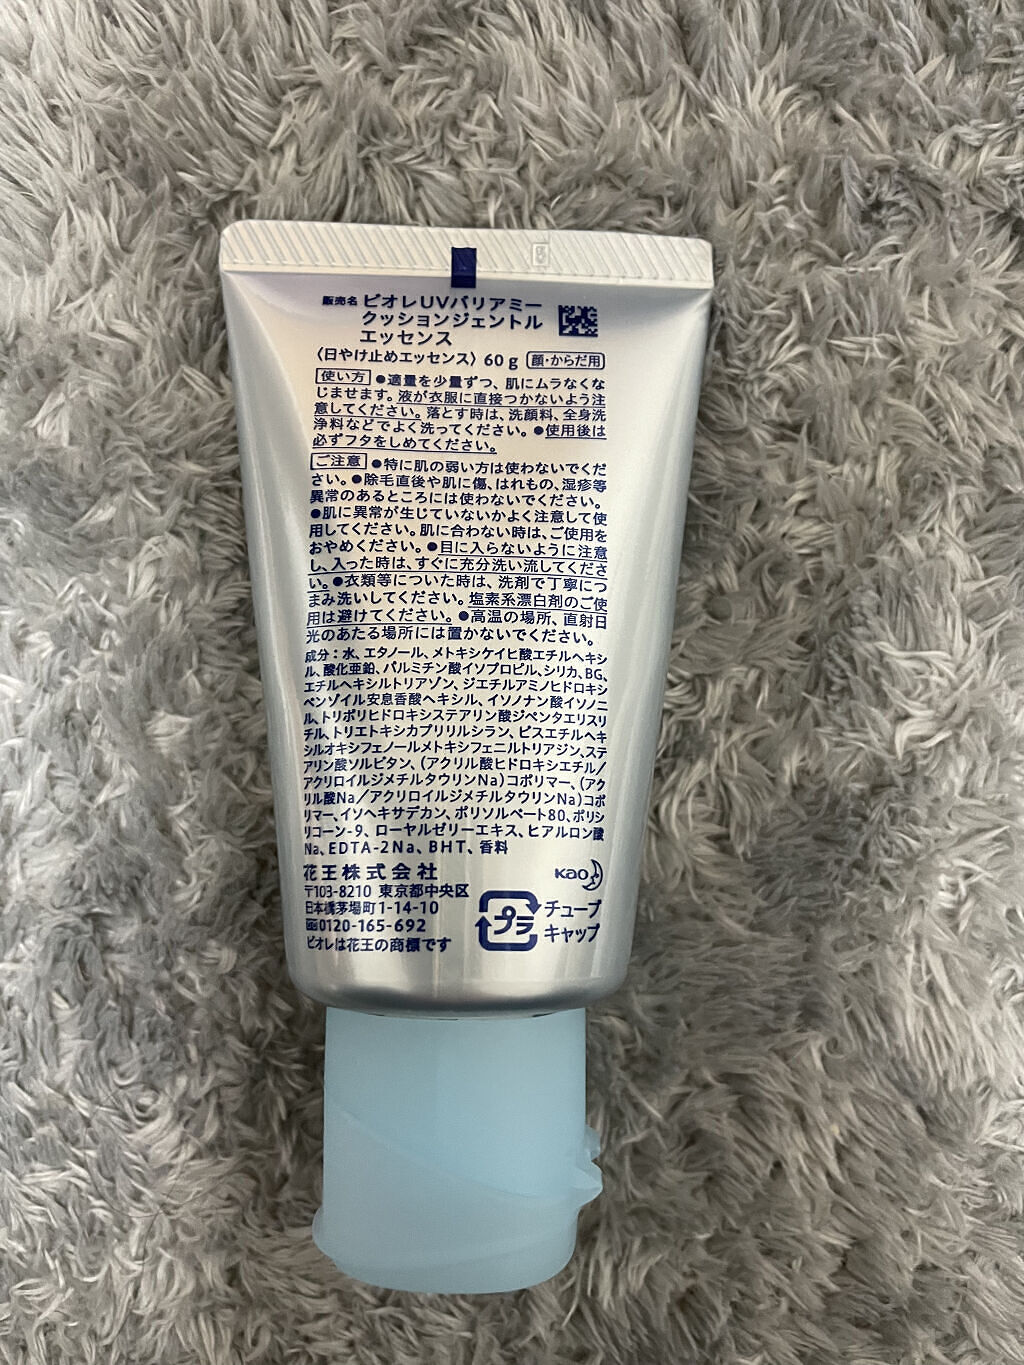 販売名 ビオレUVバリアミー
クッションジェントル
エッセンス
〈日やけ止めエッセンス〉60g 顔・からだ用
使い方 ●適量を少量ずつ、肌にムラなくな
じませます。液が衣服に直接つかないよう注
意してください。落とす時は、洗顔料、全身洗
浄料などでよく洗ってください。●使用後は
必ずフタをしめてください。
ご注意 ●特に肌の弱い方は使わないでくだ
さい。●除毛直後や肌に傷、はれもの、湿疹等
異常のあるところには使わないでください。
●肌に異常が生じていないかよく注意して使
用してください。肌に合わない時は、ご使用を
おやめください。●目に入らないように注意
し、入った時は、すぐに充分洗い流してくださ
い。●衣類等についた時は、洗剤で丁寧につ
まみ洗いしてください。塩素系漂白剤のご使
用は避けてください。●高温の場所、直射日
光のあたる場所には置かないでください。
成分：水、エタノール、メトキシケイヒ酸エチルヘキシ
ル、酸化亜鉛、パルミチン酸イソプロピル、シリカ、BG、
エチルヘキシルトリアゾン、ジエチルアミノヒドロキシ
ベンゾイル安息香酸ヘキシル、イソノナン酸イソノニ
ル、トリポリヒドロキシステアリン酸ジペンタエリスリ
チル、トリエトキシカプリリルシラン、ビスエチルヘキ
シルオキシフェノールメトキシフェニルトリアジン、ステ
アリン酸ソルビタン、(アクリル酸ヒドロキシエチル/
アクリロイルジメチルタウリンNa)コポリマー、(アク
リル酸Na/アクリロイルジメチルタウリンNa)コポ
リマー、イソヘキサデカン、ポリソルベート80、ポリシ
リコーン-9、ローヤルゼリーエキス、ヒアルロン酸
Na、EDTA-2Na、BHT、香料
花王株式会社 Kao
〒103-8210 東京都中央区
日本橋茅場町1-14-10
0120-165-692
ビオレは花王の商標です
プラ チューブ
キャップ